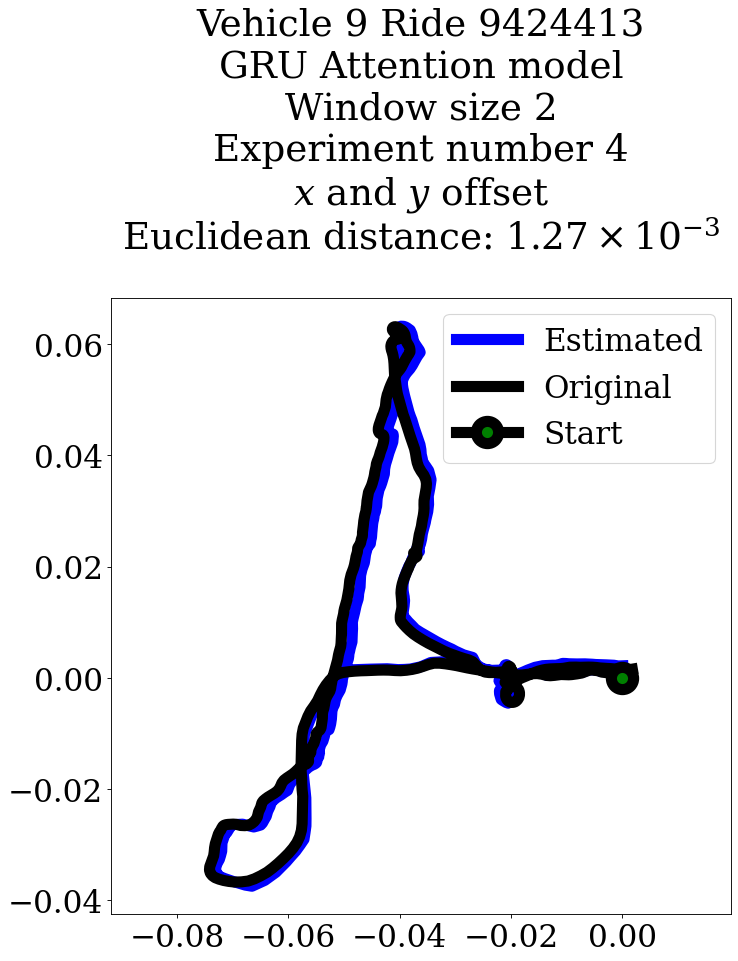 Vehicle 9 Ride 9424413
GRU Attention model
Window size 2
Experiment number 4
x and y offset
Euclidean distance: 1.27 × 10⁻³
Estimated
Original
Start
0.06
0.04
0.02
0.00
−0.02
−0.04
−0.08 −0.06 −0.04 −0.02 0.00